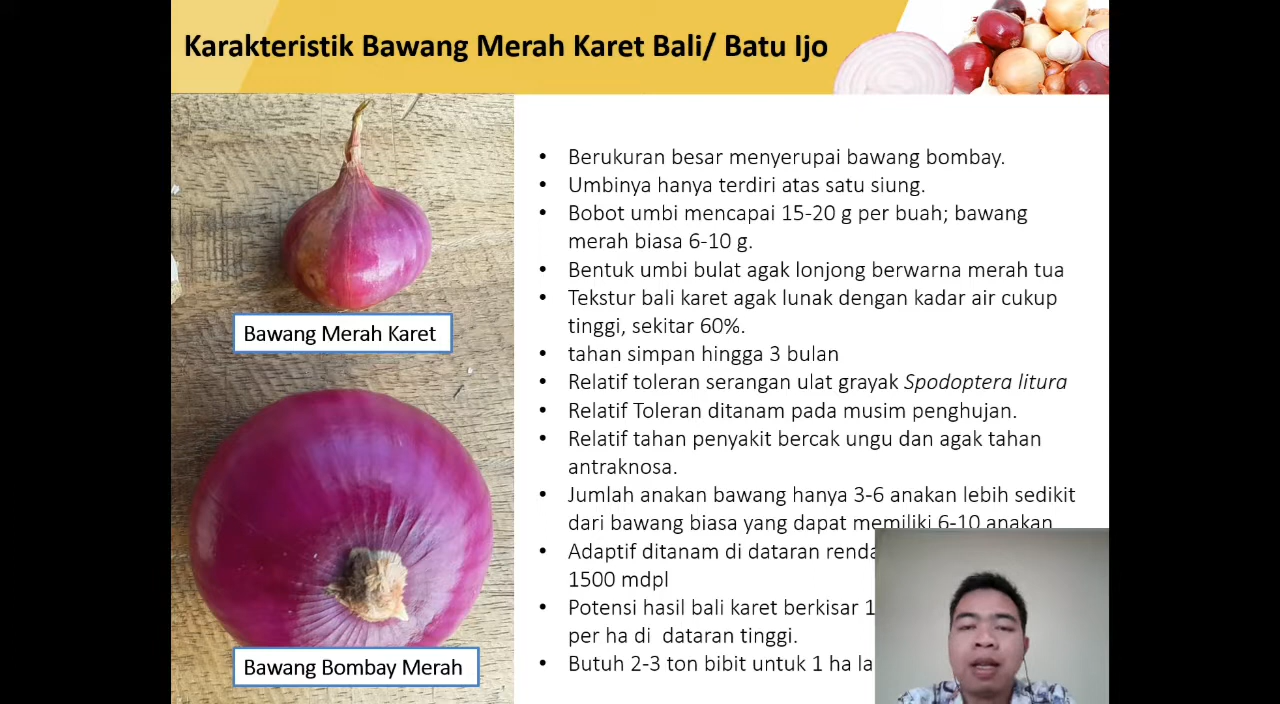 Karakteristik Bawang Merah Karet Bali/ Batu Ijo
Bawang Merah Karet
Bawang Bombay Merah
• Berukuran besar menyerupai bawang bombay.
• Umbinya hanya terdiri atas satu siung.
• Bobot umbi mencapai 15-20 g per buah; bawang
merah biasa 6-10 g.
• Bentuk umbi bulat agak lonjong berwarna merah tua
• Tekstur bali karet agak lunak dengan kadar air cukup
tinggi, sekitar 60%.
• tahan simpan hingga 3 bulan
• Relatif toleran serangan ulat grayak Spodoptera litura
• Relatif Toleran ditanam pada musim penghujan.
• Relatif tahan penyakit bercak ungu dan agak tahan
antraknosa.
• Jumlah anakan bawang hanya 3-6 anakan lebih sedikit
dari bawang biasa yang dapat memiliki 6-10 anakan
• Adaptif ditanam di dataran
1500 mdpl
• Potensi hasil bali karet berkisar
per ha di dataran tinggi.
• Butuh 2-3 ton bibit untuk 1 ha